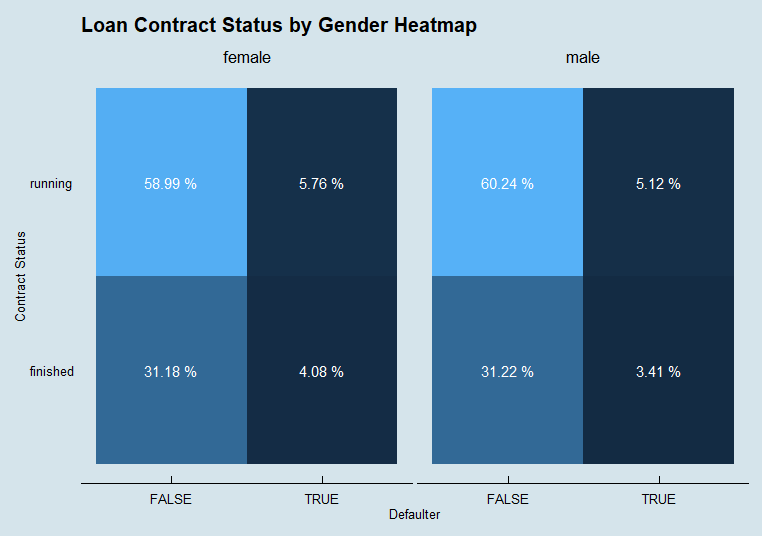 Loan Contract Status by Gender Heatmap
female male
running 58.99 % 5.76 % 60.24 % 5.12 %
Contract Status
finished 31.18 % 4.08 % 31.22 % 3.41 %
FALSE TRUE FALSE TRUE
Defaulter